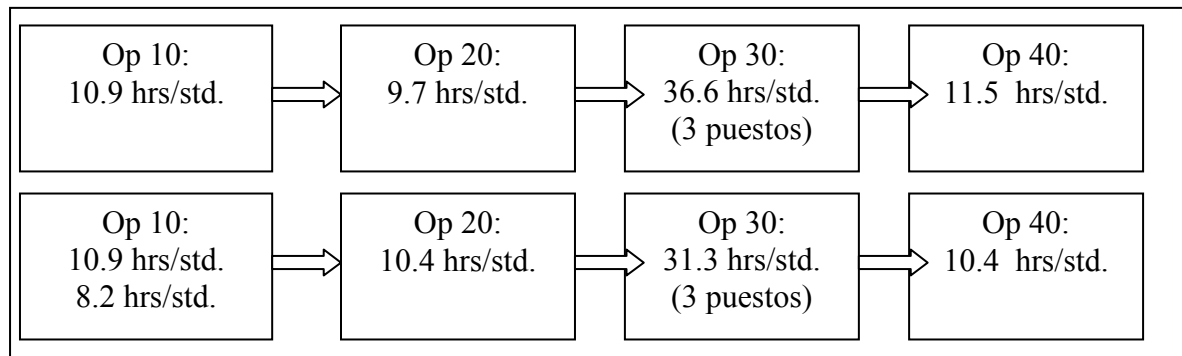 Op 10:
10.9 hrs/std.
Op 20:
9.7 hrs/std.
Op 30:
36.6 hrs/std.
(3 puestos)
Op 40:
11.5 hrs/std.
Op 10:
10.9 hrs/std.
8.2 hrs/std.
Op 20:
10.4 hrs/std.
Op 30:
31.3 hrs/std.
(3 puestos)
Op 40:
10.4 hrs/std.